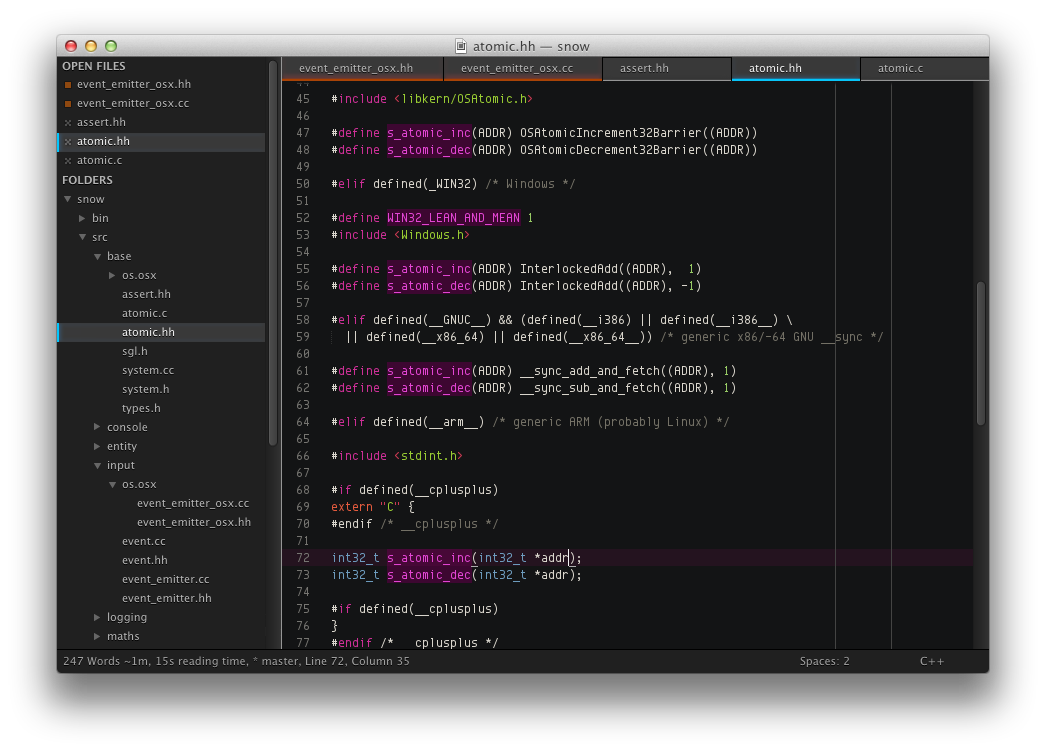 atomic.hh — snow
OPEN FILES
event_emitter_osx.hh
event_emitter_osx.cc
assert.hh
atomic.hh
atomic.c
FOLDERS
snow
bin
src
base
os.osx
assert.hh
atomic.c
atomic.hh
sgl.h
system.cc
system.h
types.h
console
entity
input
os.osx
event_emitter_osx.cc
event_emitter_osx.hh
event.cc
event.hh
event_emitter.cc
event_emitter.hh
logging
maths
event_emitter_osx.hh event_emitter_osx.cc assert.hh atomic.hh atomic.c
44
45 #include <libkern/OSAtomic.h>
46
47 #define s_atomic_inc(ADDR) OSAtomicIncrement32Barrier((ADDR))
48 #define s_atomic_dec(ADDR) OSAtomicDecrement32Barrier((ADDR))
49
50 #elif defined(_WIN32) /* Windows */
51
52 #define WIN32_LEAN_AND_MEAN 1
53 #include <Windows.h>
54
55 #define s_atomic_inc(ADDR) InterlockedAdd((ADDR),  1)
56 #define s_atomic_dec(ADDR) InterlockedAdd((ADDR), -1)
57
58 #elif defined(__GNUC__) && (defined(__i386) || defined(__i386__) \
59   || defined(__x86_64) || defined(__x86_64__)) /* generic x86/-64 GNU __sync */
60
61 #define s_atomic_inc(ADDR) __sync_add_and_fetch((ADDR), 1)
62 #define s_atomic_dec(ADDR) __sync_sub_and_fetch((ADDR), 1)
63
64 #elif defined(__arm__) /* generic ARM (probably Linux) */
65
66 #include <stdint.h>
67
68 #if defined(__cplusplus)
69 extern "C" {
70 #endif /* __cplusplus */
71
72 int32_t s_atomic_inc(int32_t *addr);
73 int32_t s_atomic_dec(int32_t *addr);
74
75 #if defined(__cplusplus)
76 }
77 #endif /* __cplusplus */
247 Words ~1m, 15s reading time, * master, Line 72, Column 35 Spaces: 2 C++